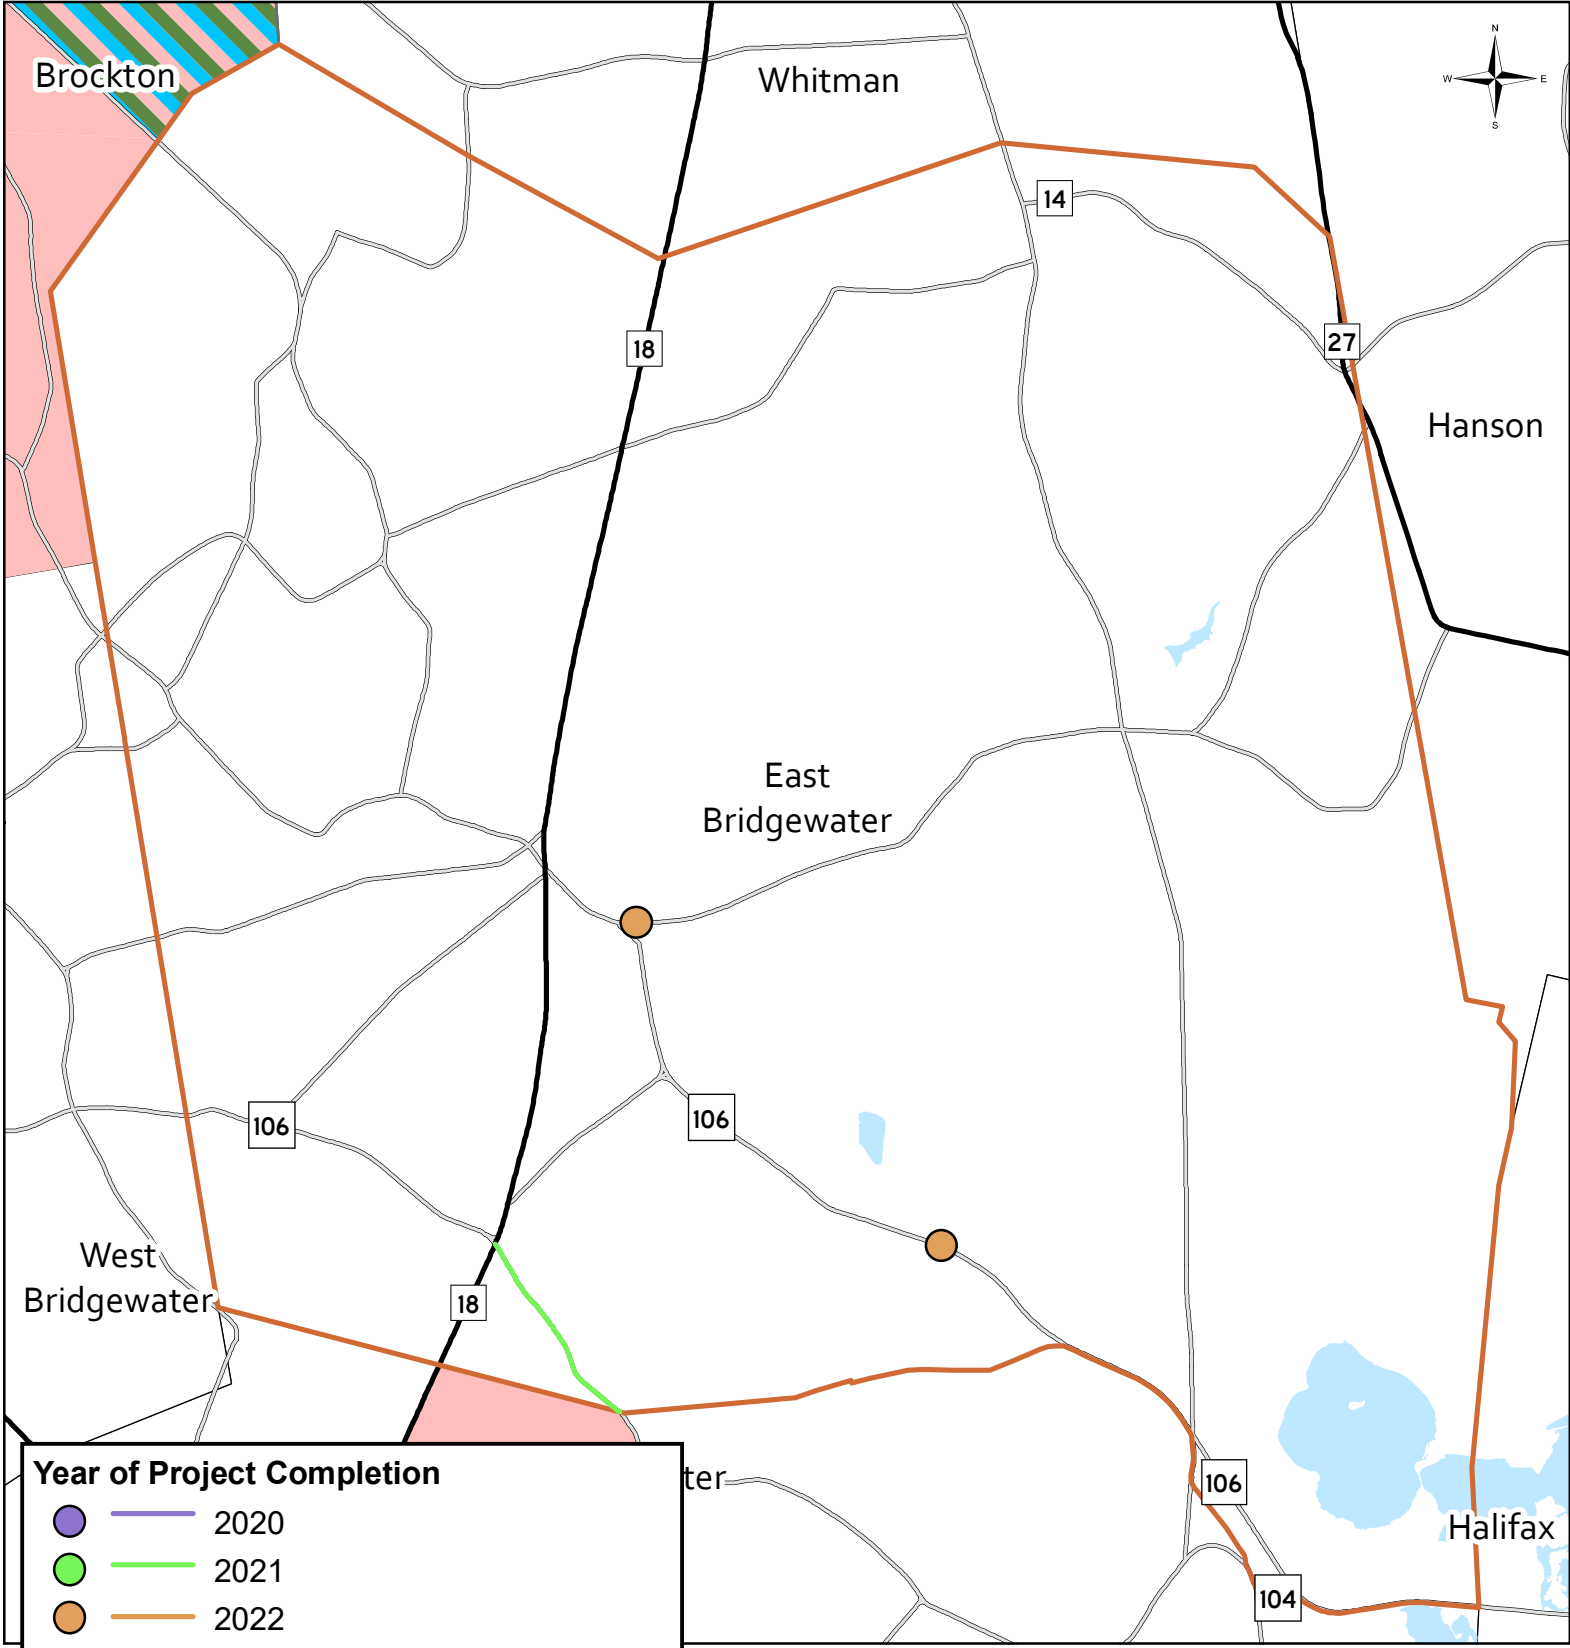 Brockton
Whitman
N
W
E
S
14
18
27
Hanson
East
Bridgewater
106
106
West
Bridgewater
18
ter
106
Halifax
104
Year of Project Completion
2020
2021
2022